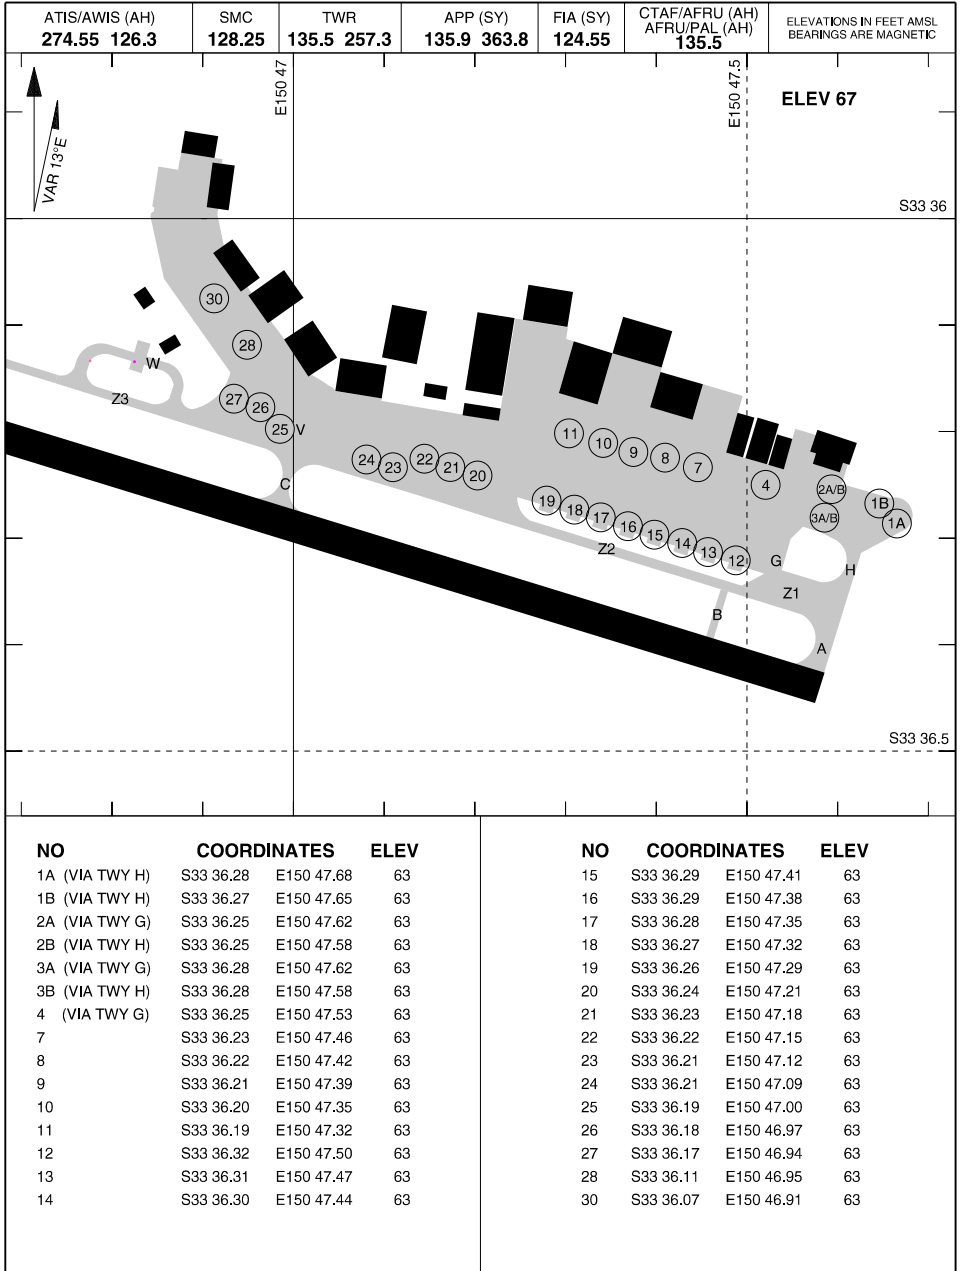 ATIS/AWIS (AH) SMC TWR APP (SY) FIA (SY) CTAF/AFRU (AH) ELEVATIONS IN FEET AMSL
AFRU/PAL (AH) BEARINGS ARE MAGNETIC
274.55 126.3 128.25 135.5 257.3 135.9 363.8 124.55 135.5
E150 47
E150 47.5
ELEV 67
VAR 13°E
S33 36
30
28
W
Z3
27
26
25 V
11
10
9
8
7
24
23
22
21
20
4
2A/B
1B
3A/B
1A
C
19
18
17
16
15
14
13
12
Z2
G
H
Z1
B
A
S33 36.5
NO COORDINATES ELEV
1A (VIA TWY H) S33 36.28 E150 47.68 63
1B (VIA TWY H) S33 36.27 E150 47.65 63
2A (VIA TWY G) S33 36.25 E150 47.62 63
2B (VIA TWY H) S33 36.25 E150 47.58 63
3A (VIA TWY G) S33 36.28 E150 47.62 63
3B (VIA TWY H) S33 36.28 E150 47.58 63
4 (VIA TWY G) S33 36.25 E150 47.53 63
7 S33 36.23 E150 47.46 63
8 S33 36.22 E150 47.42 63
9 S33 36.21 E150 47.39 63
10 S33 36.20 E150 47.35 63
11 S33 36.19 E150 47.32 63
12 S33 36.32 E150 47.50 63
13 S33 36.31 E150 47.47 63
14 S33 36.30 E150 47.44 63
NO COORDINATES ELEV
15 S33 36.29 E150 47.41 63
16 S33 36.29 E150 47.38 63
17 S33 36.28 E150 47.35 63
18 S33 36.27 E150 47.32 63
19 S33 36.26 E150 47.29 63
20 S33 36.24 E150 47.21 63
21 S33 36.23 E150 47.18 63
22 S33 36.22 E150 47.15 63
23 S33 36.21 E150 47.12 63
24 S33 36.21 E150 47.09 63
25 S33 36.19 E150 47.00 63
26 S33 36.18 E150 46.97 63
27 S33 36.17 E150 46.94 63
28 S33 36.11 E150 46.95 63
30 S33 36.07 E150 46.91 63